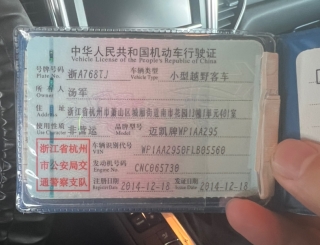 中华人民共和国机动车行驶证
Vehicle License of the People's Republic of China
号牌号码 浙A768TJ 车辆类型 小型越野客车
Plate No. Vehicle Type
所有人 汤军
Owner
住址 浙江省杭州市萧山区城厢街道
Address
使用性质 非营运 品牌型号 迈凯牌WP1AA295
浙江省杭州
市公安局交
通警察支队
车辆识别代号
VIN
发动机号码 CNC065730
Engine No.
注册日期 2014-12-18 发证日期 2014-12-18